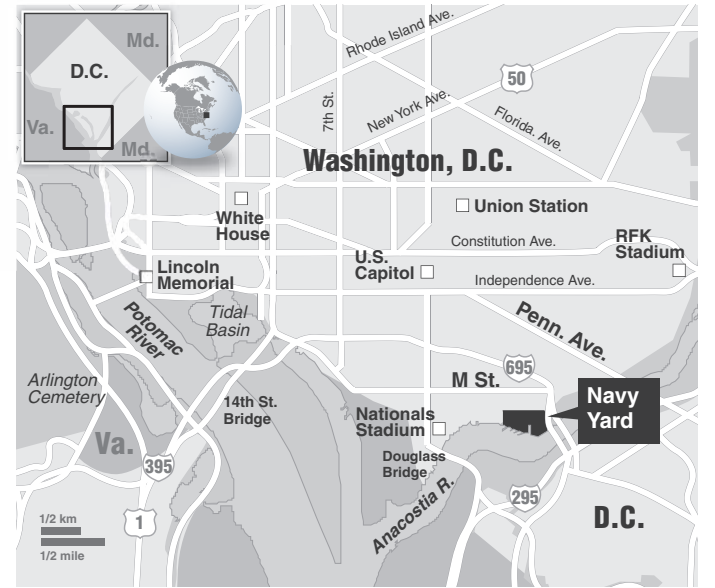 Md.
D.C.
Va.
Md.
Rhode Island Ave.
50
7th St.
New York Ave.
Florida. Ave.
Washington, D.C.
White
House
Union Station
Constitution Ave.
RFK
Stadium
U.S.
Capitol
Lincoln
Memorial
Independence Ave.
Potomac
River
Tidal
Basin
Penn. Ave.
695
M St.
Navy
Yard
Arlington
Cemetery
14th St.
Bridge
Nationals
Stadium
Va.
395
Douglass
Bridge
Anacostia R.
295
1
D.C.
1/2 km
1/2 mile